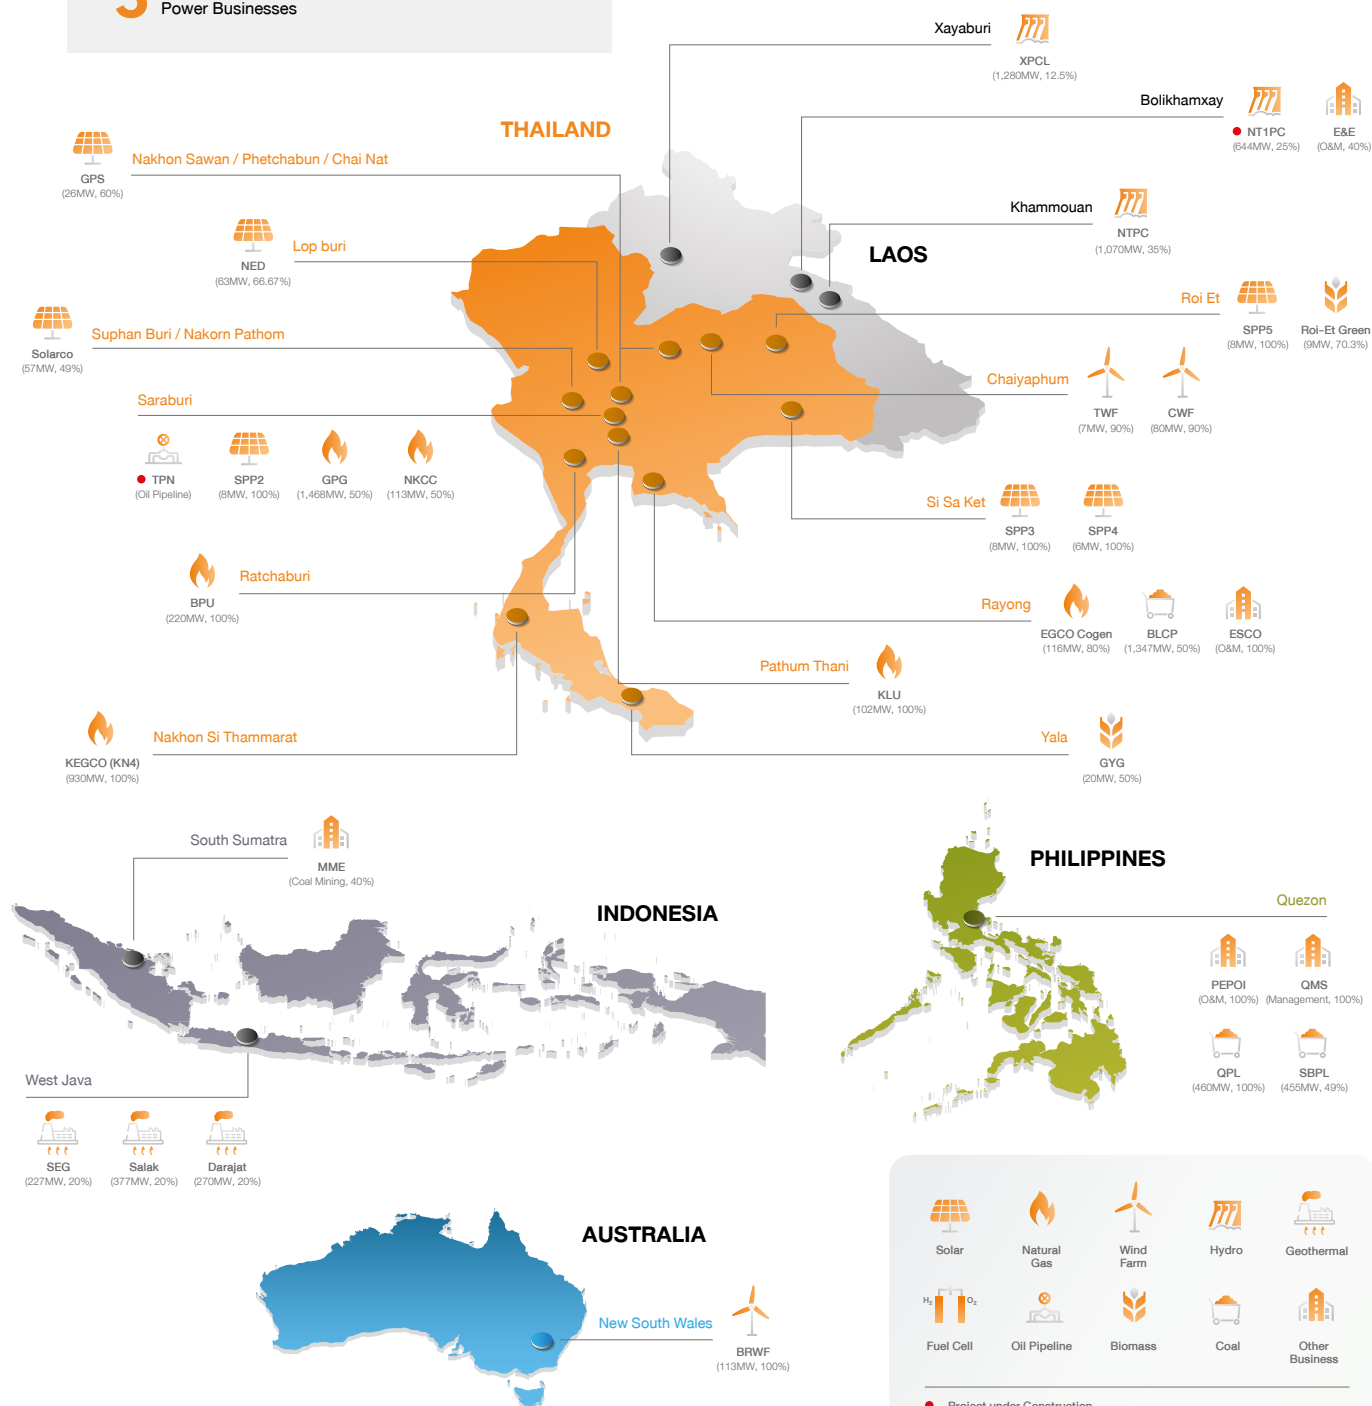 Power Businesses
Xayaburi
XPCL
(1,280MW, 12.5%)
Bolikhamxay
NT1PC
(644MW, 25%)
E&E
(O&M, 40%)
THAILAND
Nakhon Sawan / Phetchabun / Chai Nat
GPS
(26MW, 60%)
Khammouan
NTPC
(1,070MW, 35%)
LAOS
Lop buri
NED
(63MW, 66.67%)
Roi Et
SPP5
(8MW, 100%)
Roi-Et Green
(9MW, 70.3%)
Suphan Buri / Nakorn Pathom
Solarco
(57MW, 49%)
Chaiyaphum
TWF
(7MW, 90%)
CWF
(80MW, 90%)
Saraburi
TPN
(Oil Pipeline)
SPP2
(8MW, 100%)
GPG
(1,468MW, 50%)
NKCC
(113MW, 50%)
Si Sa Ket
SPP3
(8MW, 100%)
SPP4
(6MW, 100%)
Ratchaburi
BPU
(220MW, 100%)
Rayong
EGCO Cogen
(116MW, 80%)
BLCP
(1,347MW, 50%)
ESCO
(O&M, 100%)
Pathum Thani
KLU
(102MW, 100%)
Nakhon Si Thammarat
KEGCO (KN4)
(930MW, 100%)
Yala
GYG
(20MW, 50%)
South Sumatra
MME
(Coal Mining, 40%)
INDONESIA
PHILIPPINES
Quezon
PEPOI
(O&M, 100%)
QMS
(Management, 100%)
QPL
(460MW, 100%)
SBPL
(455MW, 49%)
West Java
SEG
(227MW, 20%)
Salak
(377MW, 20%)
Darajat
(270MW, 20%)
AUSTRALIA
New South Wales
BRWF
(113MW, 100%)
Solar
Natural
Gas
Wind
Farm
Hydro
Geothermal
H2
O2
Fuel Cell
Oil Pipeline
Biomass
Coal
Other
Business
Project under Construction